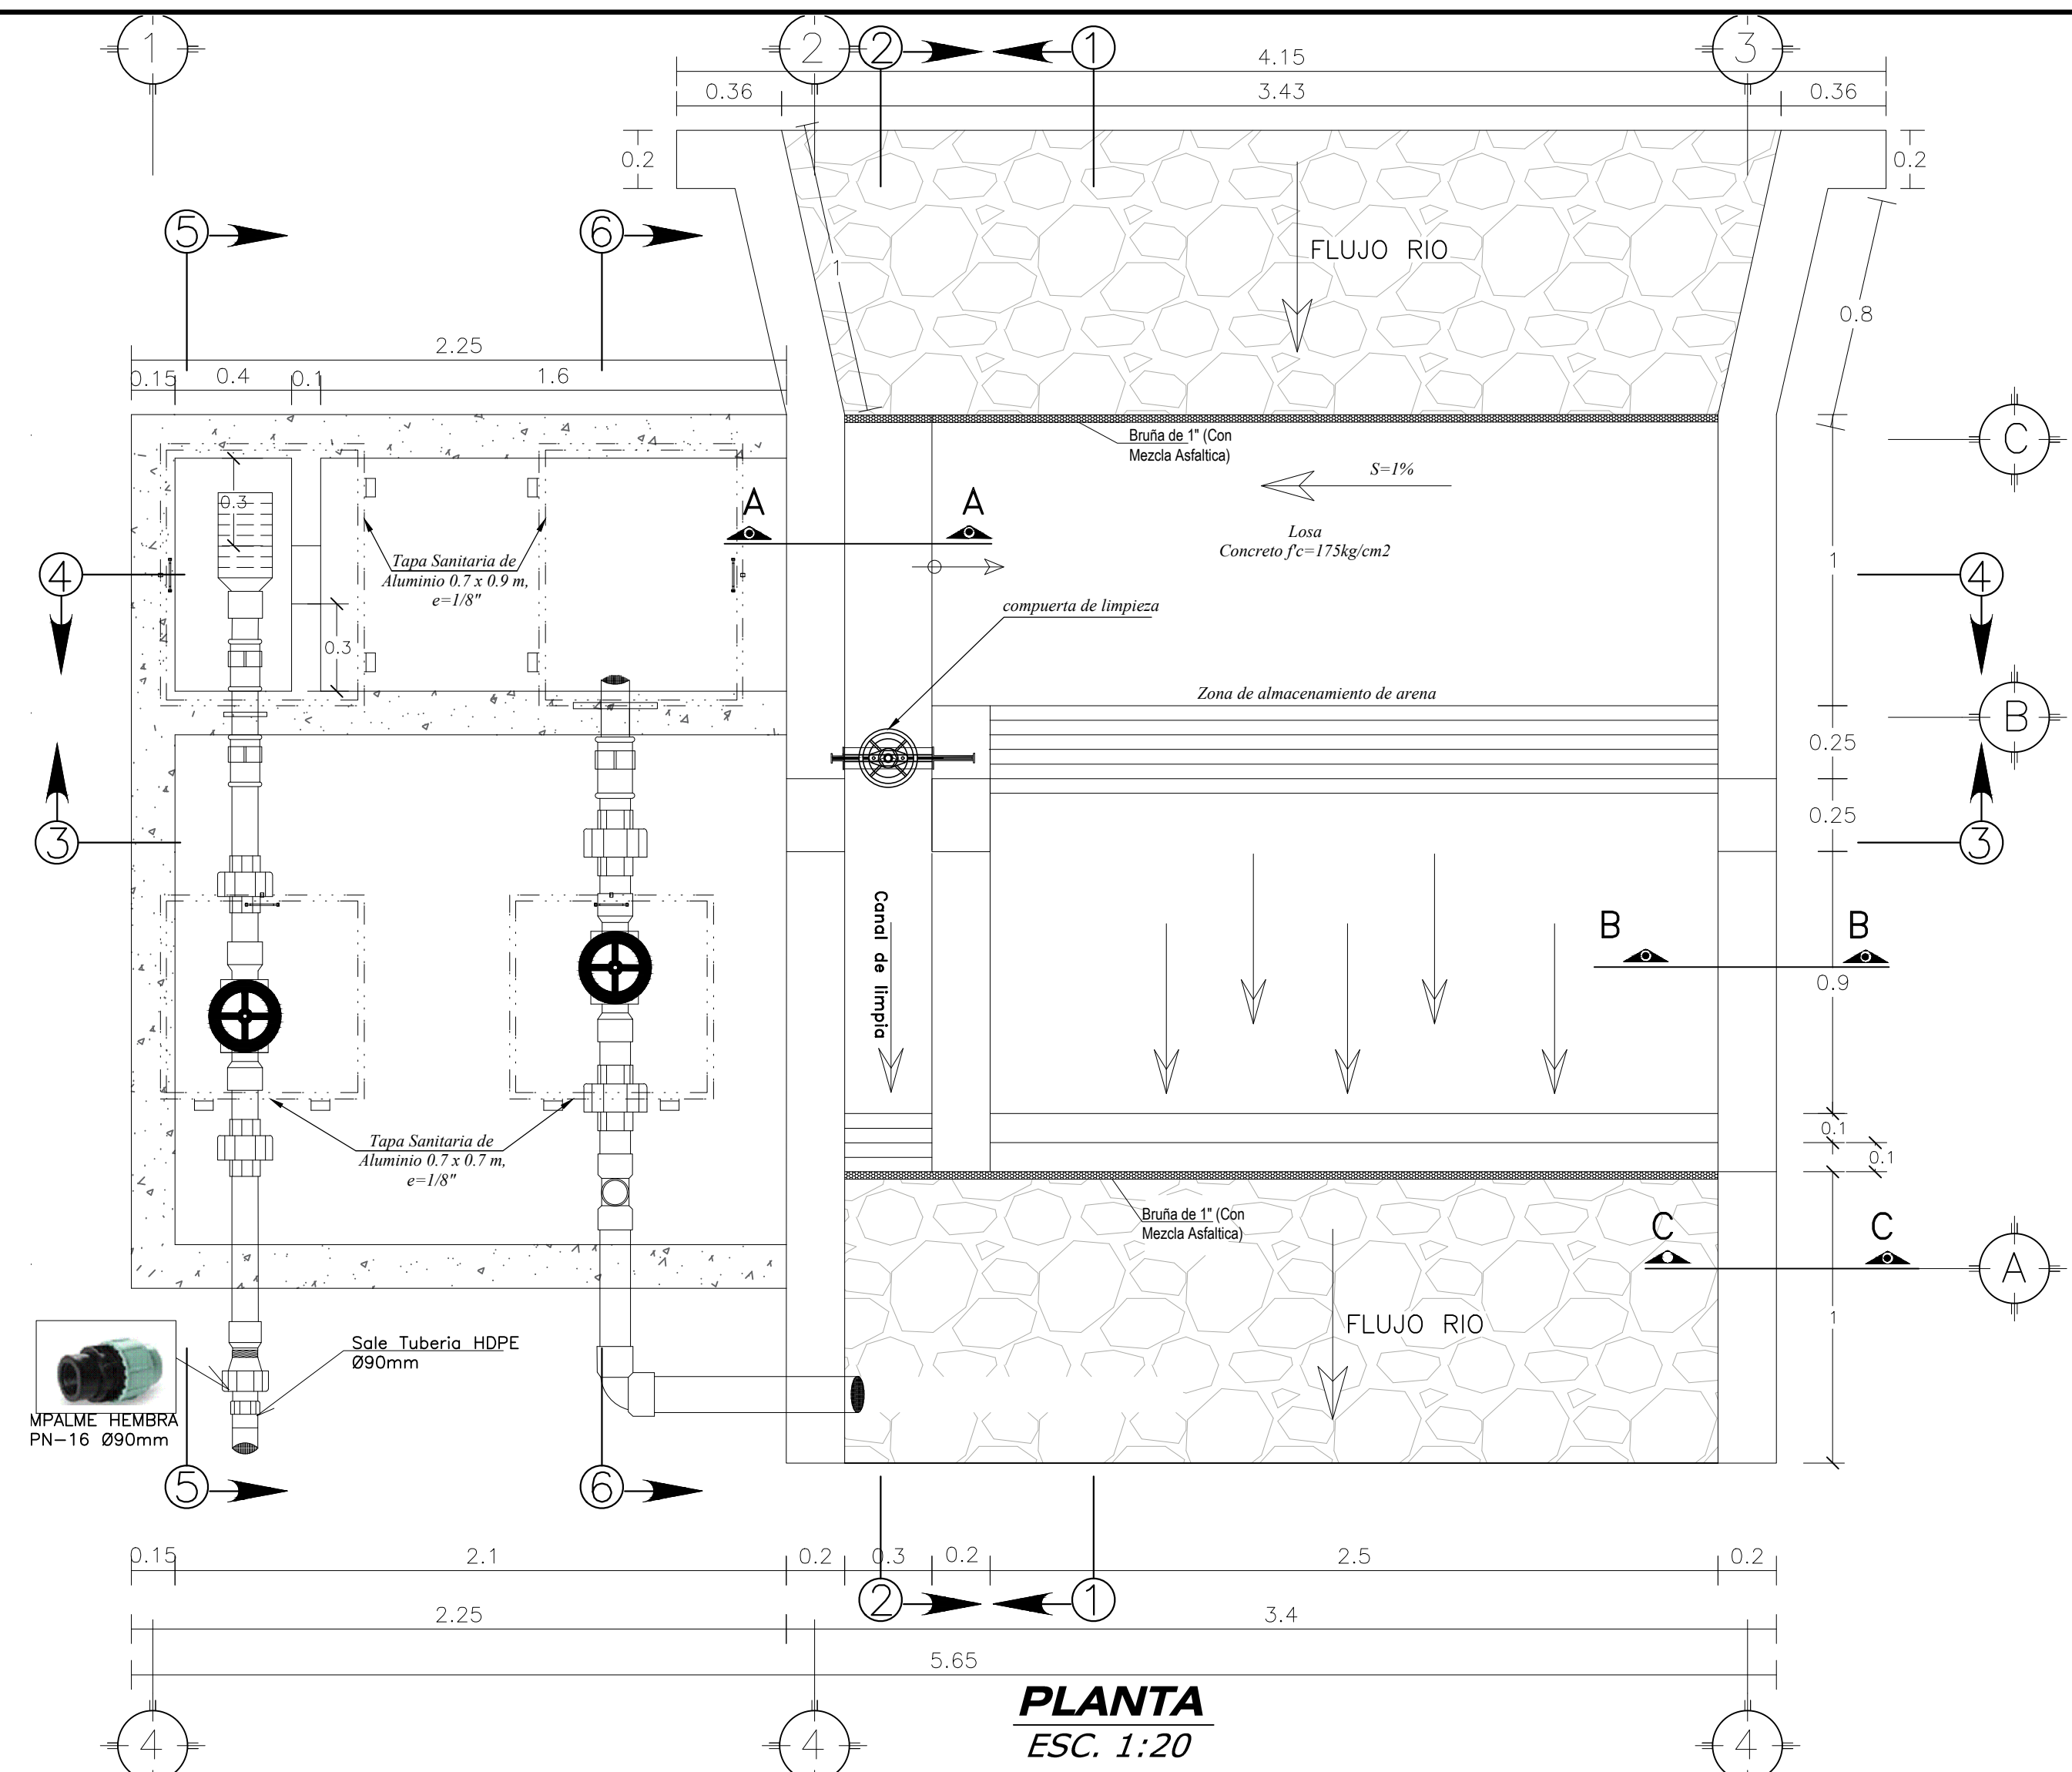 1
2
2
1
3
4.15
0.36
3.43
0.36
0.2
0.2
5
6
FLUJO RIO
1
0.8
2.25
0.15
0.4
0.1
1.6
C
Bruña de 1" (Con
Mezcla Asfaltica)
S=1%
0.3
A
A
Losa
Concreto f'c=175kg/cm2
Tapa Sanitaria de
Aluminio 0.7 x 0.9 m,
e=1/8"
4
1
4
compuerta de limpieza
0.3
Zona de almacenamiento de arena
B
0.25
0.25
3
3
Canal de limpia
B
B
0.9
Tapa Sanitaria de
Aluminio 0.7 x 0.7 m,
e=1/8"
0.1
0.1
Bruña de 1" (Con
Mezcla Asfaltica)
C
C
A
FLUJO RIO
1
Sale Tuberia HDPE
Ø90mm
MPALME HEMBRA
PN-16 Ø90mm
5
6
0.15
2.1
0.2
0.3
0.2
2.5
0.2
2
1
2.25
3.4
5.65
PLANTA
ESC. 1:20
4
4
4